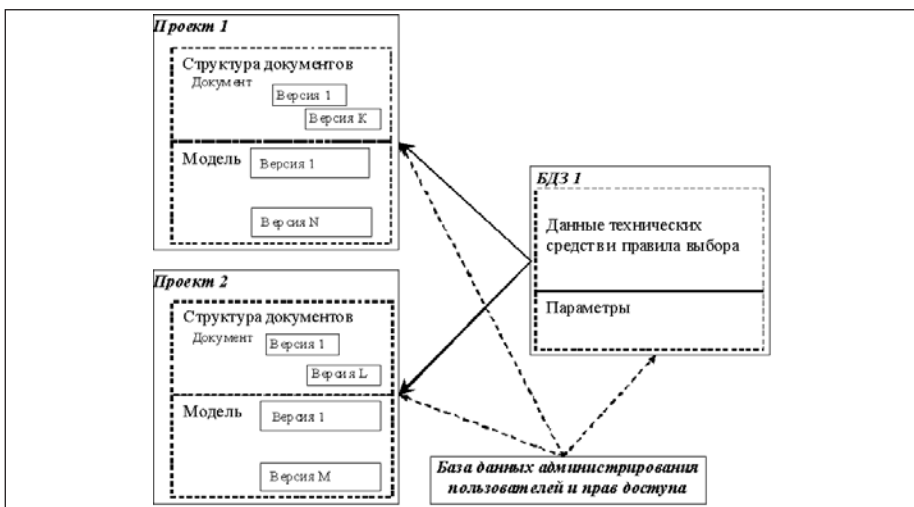 Проект 1
Структура документов
Документ
Версия 1
Версия K
Модель
Версия 1
Версия N
Проект 2
Структура документов
Документ
Версия 1
Версия L
Модель
Версия 1
Версия M
БДЗ 1
Данные технических
средств и правила выбора
Параметры
База данных администрирования
пользователей и прав доступа